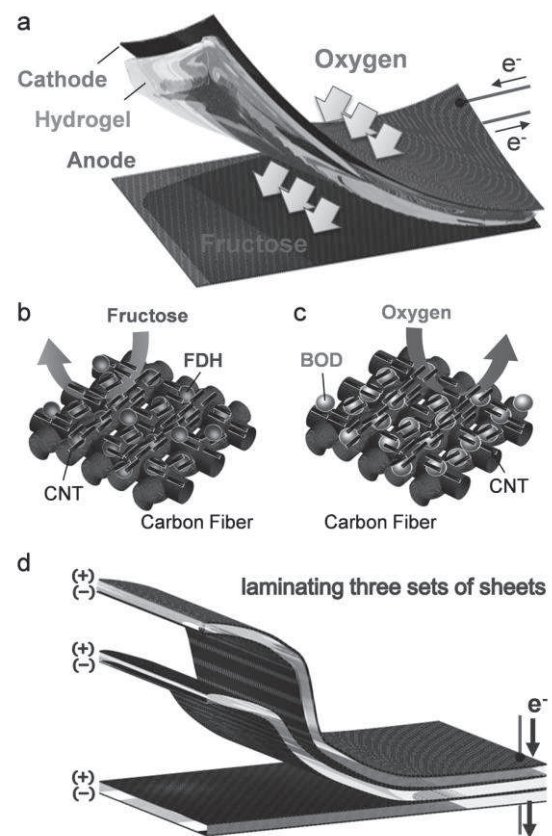 a
Oxygen
Cathode
Hydrogel
Anode
Fructose
e-
e-
b
Fructose
FDH
CNT
Carbon Fiber
c
Oxygen
BOD
CNT
Carbon Fiber
d
laminating three sets of sheets
(+)
(−)
(+)
(−)
(+)
(−)
e-